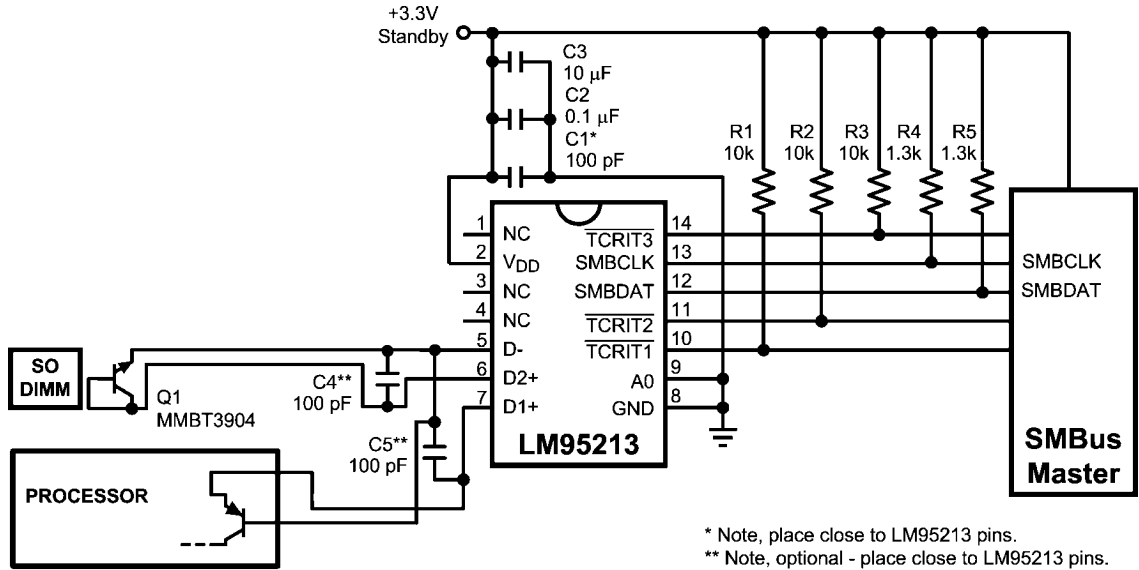 +3.3V
Standby
C3
10 μF
C2
0.1 μF
C1*
100 pF
R1
10k
R2
10k
R3
10k
R4
1.3k
R5
1.3k
1
NC
2
VDD
3
NC
4
NC
5
D-
6
D2+
7
D1+
TCRIT3
14
SMBCLK
13
SMBDAT
12
TCRIT2
11
TCRIT1
10
A0
9
GND
8
LM95213
SMBCLK
SMBDAT
SMBus
Master
SO
DIMM
Q1
MMBT3904
C4**
100 pF
C5**
100 pF
PROCESSOR
* Note, place close to LM95213 pins.
** Note, optional - place close to LM95213 pins.